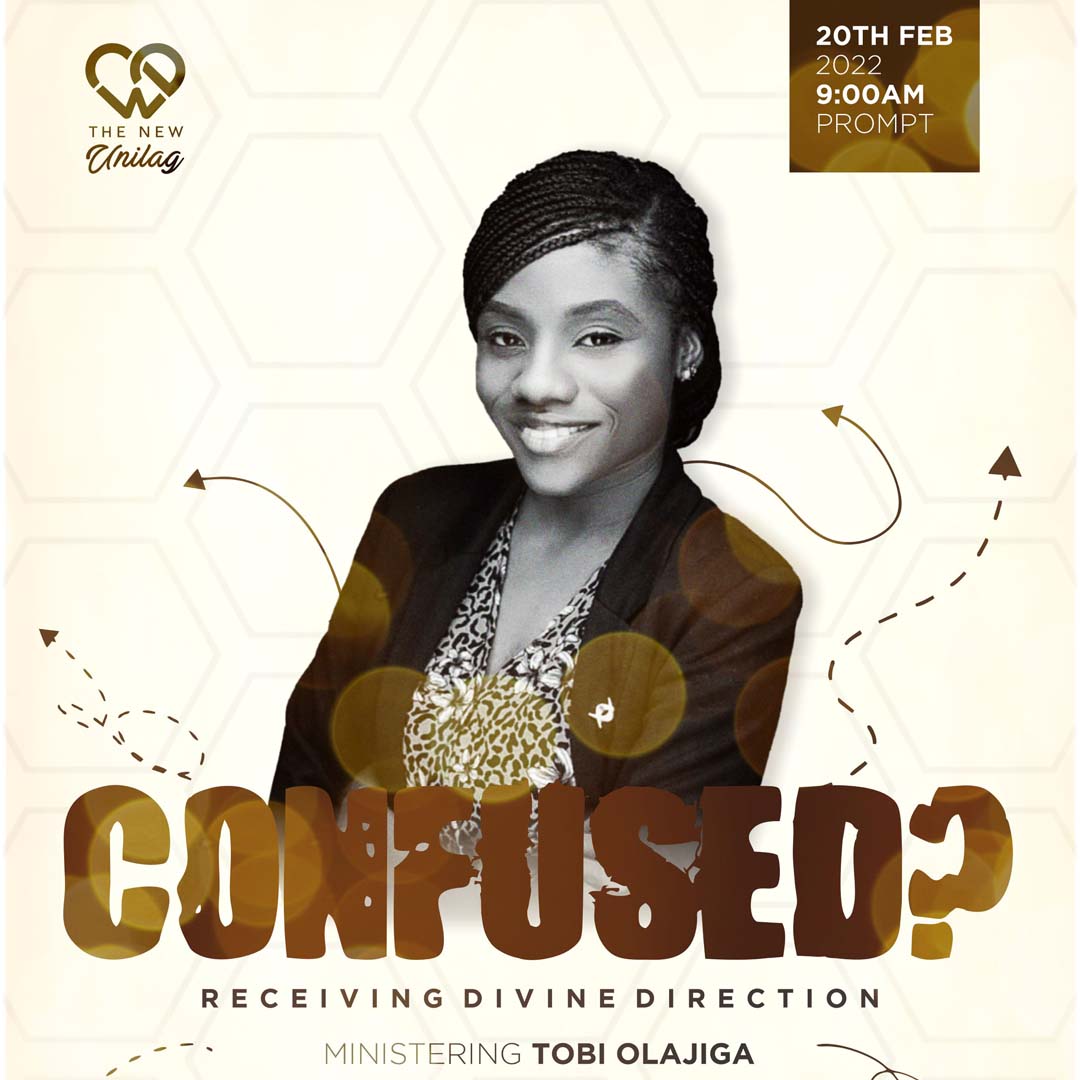 THE NEW
Unilag
20TH FEB
2022
9:00AM
PROMPT
CONFUSED?
RECEIVING DIVINE DIRECTION
MINISTERING TOBI OLAJIGA